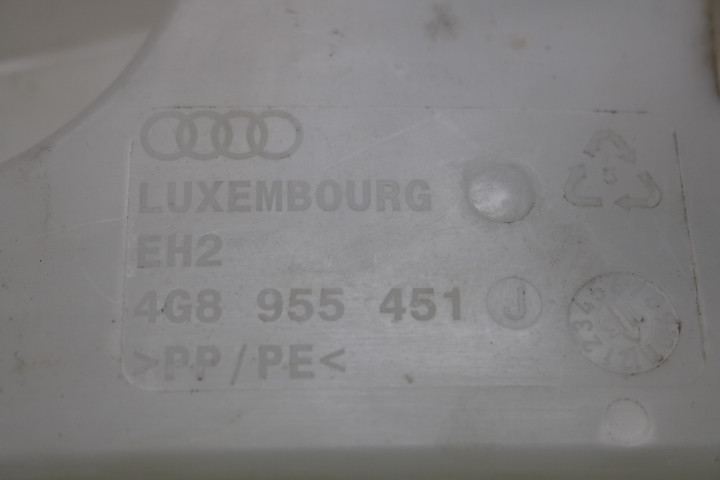 LUXEMBOURG
EH2
4G8 955 451 J
>PP/PE<